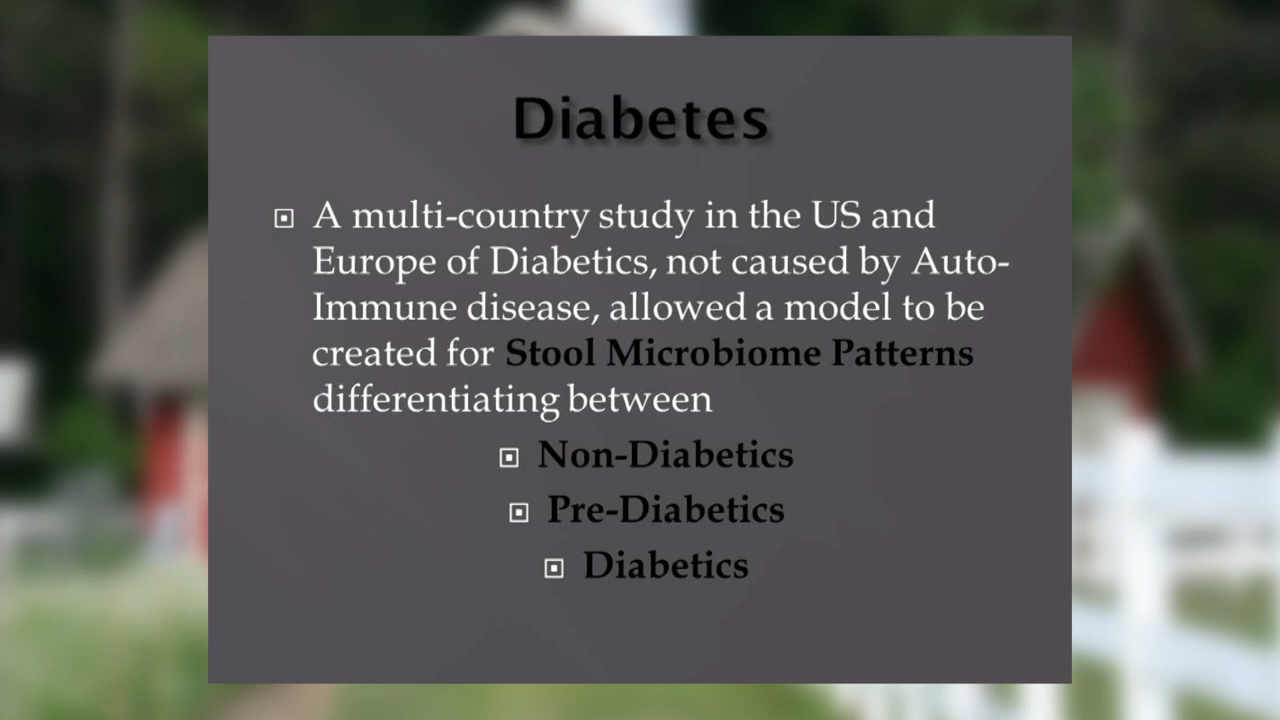 Diabetes
A multi-country study in the US and
Europe of Diabetics, not caused by Auto-
Immune disease, allowed a model to be
created for Stool Microbiome Patterns
differentiating between
Non-Diabetics
Pre-Diabetics
Diabetics